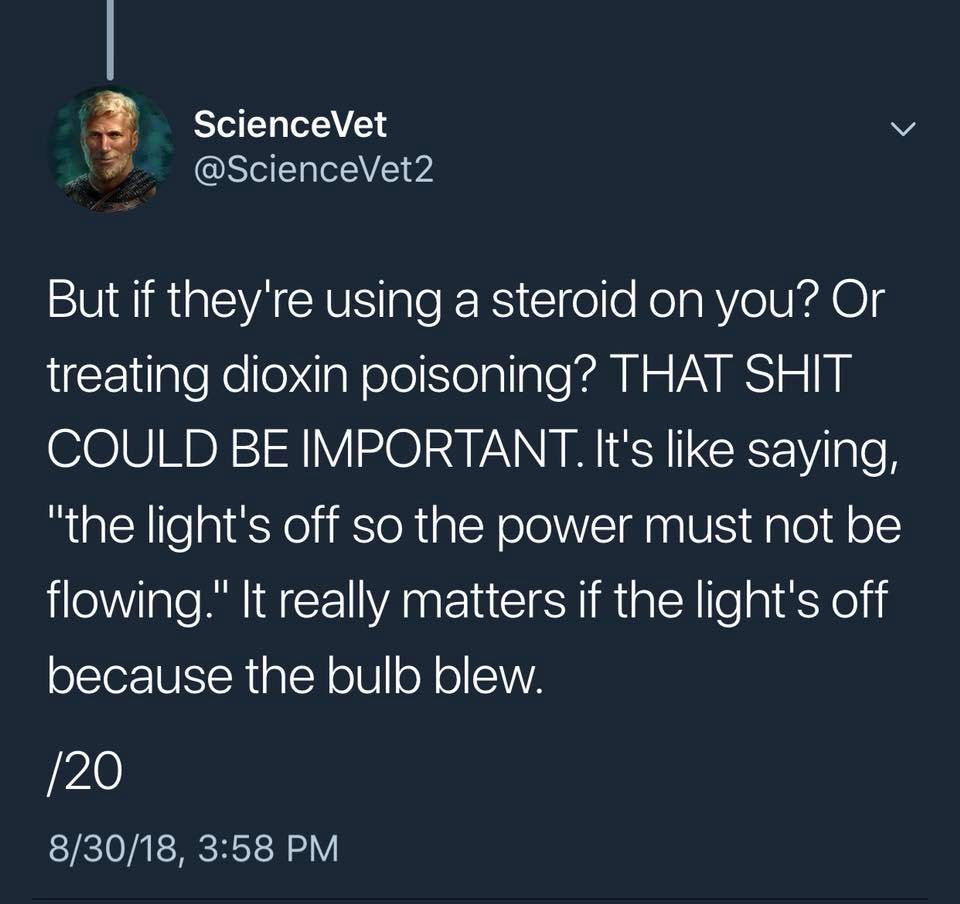 ScienceVet
@ScienceVet2
But if they're using a steroid on you? Or
treating dioxin poisoning? THAT SHIT
COULD BE IMPORTANT. It's like saying,
"the light's off so the power must not be
flowing." It really matters if the light's off
because the bulb blew.
/20
8/30/18, 3:58 PM